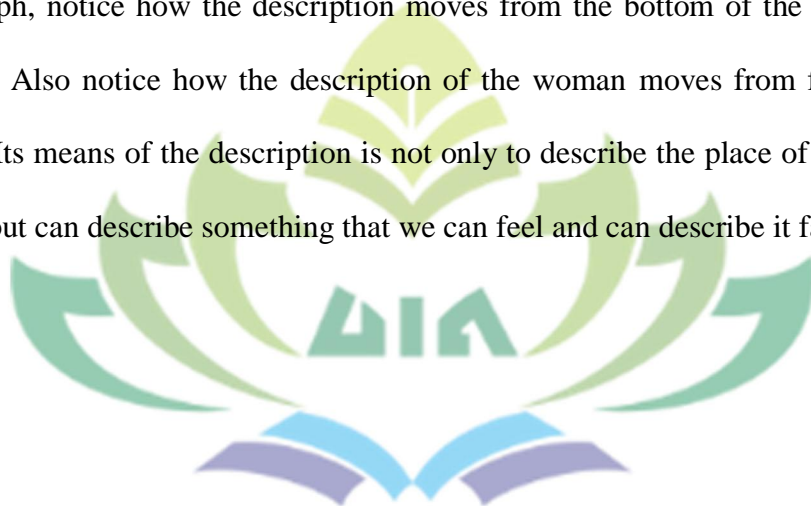 ph, notice how the description moves from the bottom of the
Also notice how the description of the woman moves from
Its means of the description is not only to describe the place of
out can describe something that we can feel and can describe it
UIN